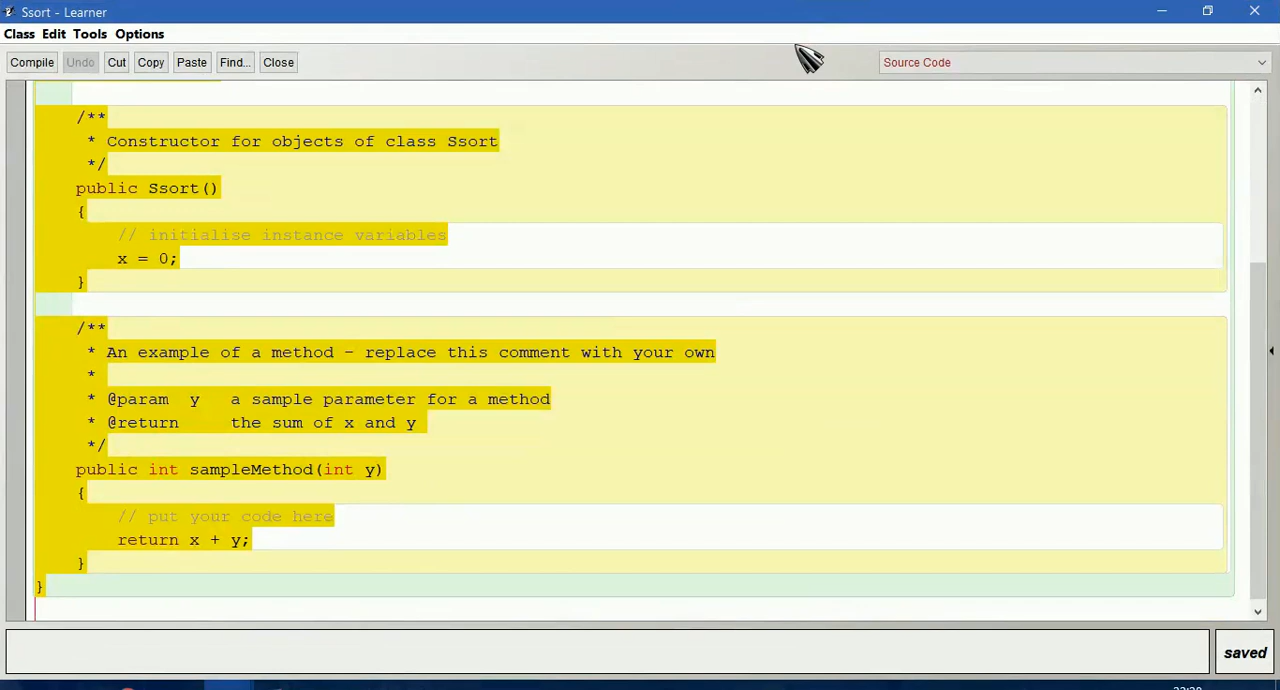 Ssort - Learner
Class Edit Tools Options
Compile Undo Cut Copy Paste Find... Close Source Code
/**
* Constructor for objects of class Ssort
*/
public Ssort()
{
// initialise instance variables
x = 0;
}
/**
* An example of a method - replace this comment with your own
*
* @param y a sample parameter for a method
* @return the sum of x and y
*/
public int sampleMethod(int y)
{
// put your code here
return x + y;
}
}
saved